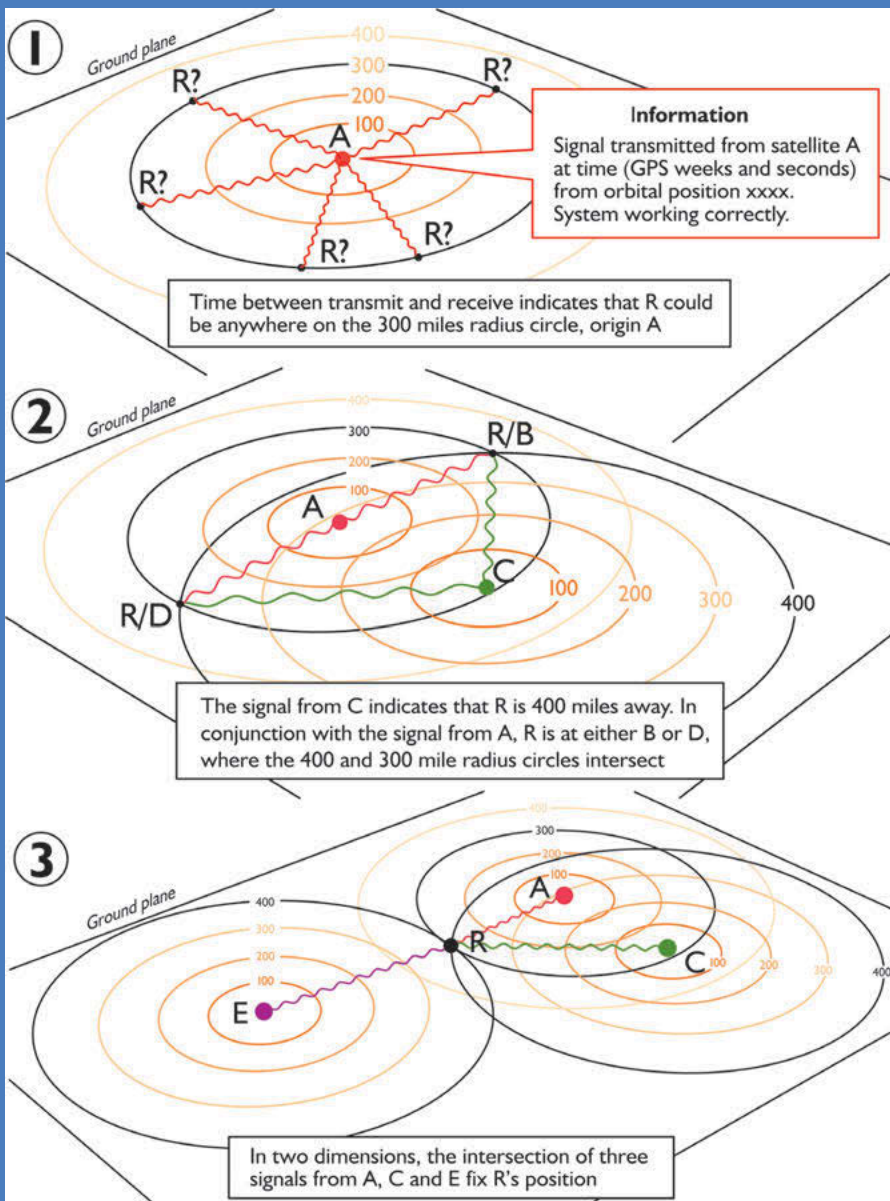 1
Ground plane
400
300
200
100
R?
R?
R?
R?
R?
A
Information
Signal transmitted from satellite A
at time (GPS weeks and seconds)
from orbital position xxxx.
System working correctly.
Time between transmit and receive indicates that R could
be anywhere on the 300 miles radius circle, origin A
2
Ground plane
400
300
200
100
R/B
A
C
100
200
300
400
R/D
The signal from C indicates that R is 400 miles away. In
conjunction with the signal from A, R is at either B or D,
where the 400 and 300 mile radius circles intersect
3
Ground plane
400
300
200
100
A
400
300
200
100
R
C
100
200
300
400
E
In two dimensions, the intersection of three
signals from A, C and E fix R's position